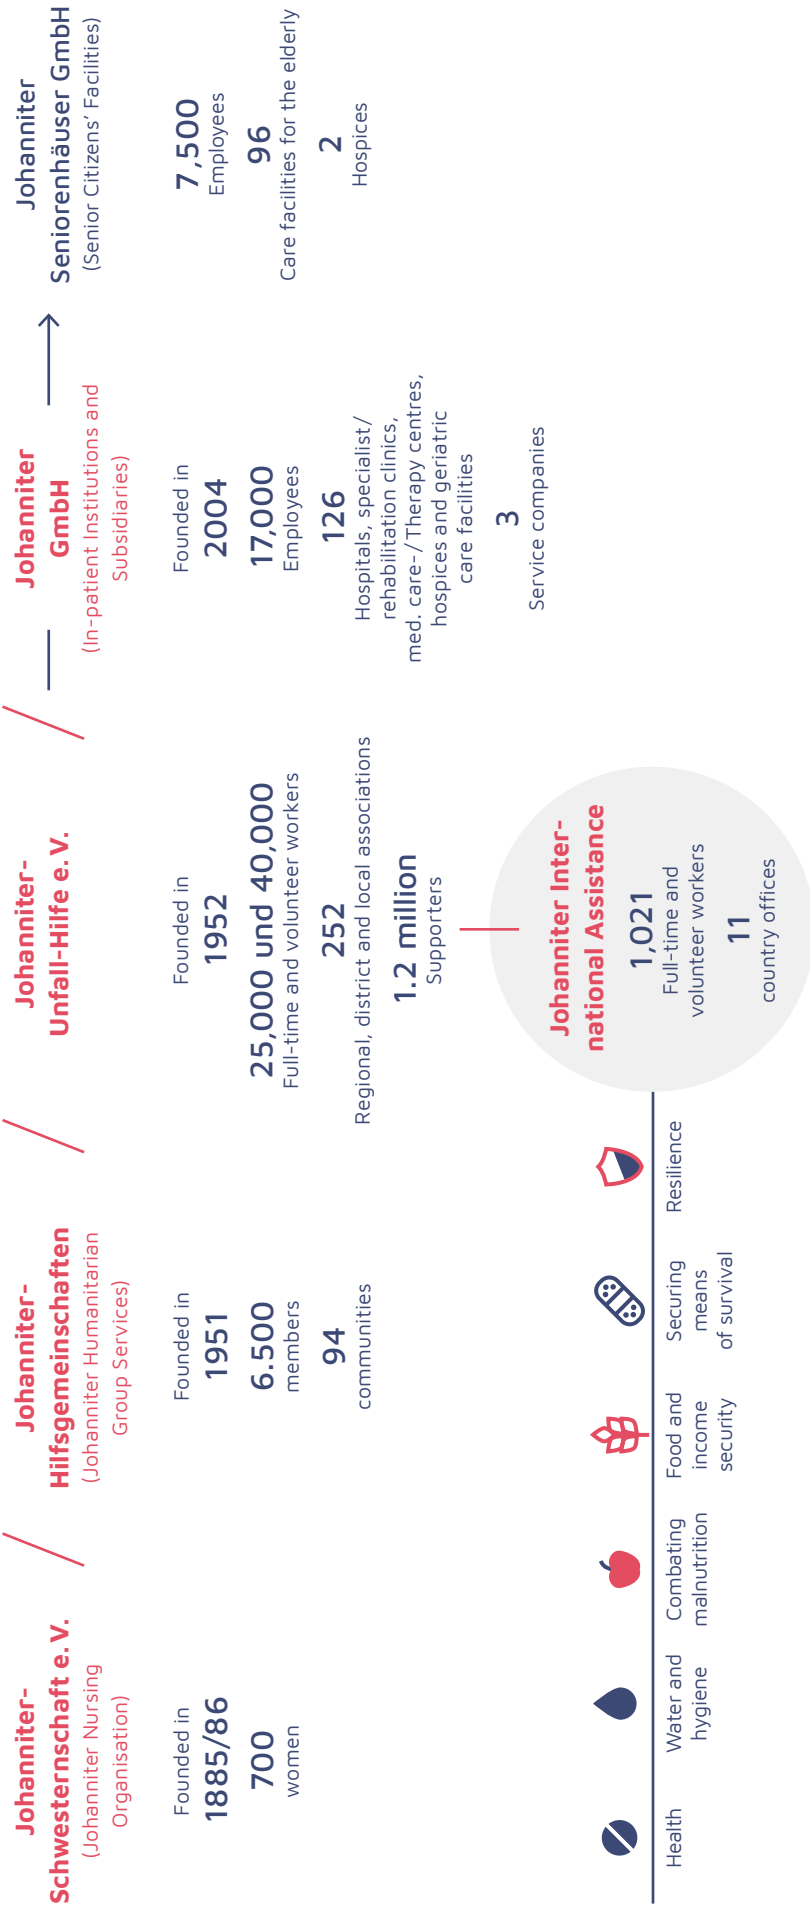 Johanniter-
Schwesternschaft e. V.
(Johanniter Nursing
Organisation)
Founded in
1885/86
700
women
Johanniter-
Hilfsgemeinschaften
(Johanniter Humanitarian
Group Services)
Founded in
1951
6.500
members
94
communities
Johanniter-
Unfall-Hilfe e. V.
Founded in
1952
25,000 und 40,000
Full-time and volunteer workers
252
Regional, district and local associations
1.2 million
Supporters
Johanniter
GmbH
(In-patient Institutions and
Subsidiaries)
Founded in
2004
17,000
Employees
126
Hospitals, specialist/
rehabilitation clinics,
med. care-/Therapy centres,
hospices and geriatric
care facilities
3
Service companies
Johanniter
Seniorenhäuser GmbH
(Senior Citizens’ Facilities)
7,500
Employees
96
Care facilities for the elderly
2
Hospices
Johanniter Inter-
national Assistance
1,021
Full-time and
volunteer workers
11
country offices
Health
Water and
hygiene
Combating
malnutrition
Food and
income
security
Securing
means
of survival
Resilience